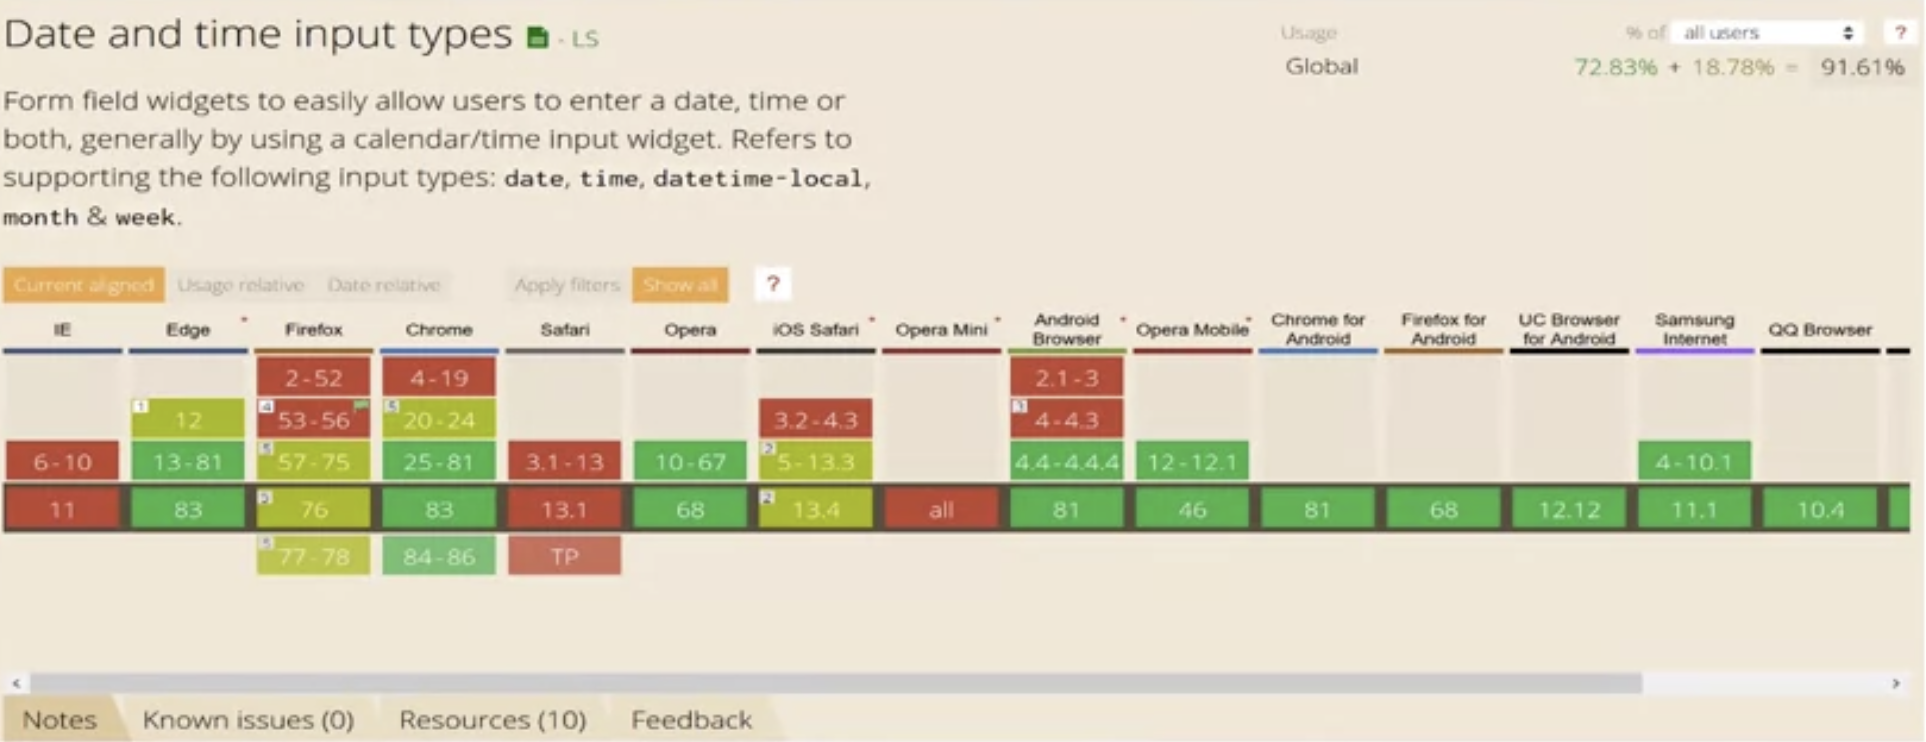 Date and time input types - LS
Usage % of all users ?
Global 72.83% + 18.78% = 91.61%
Form field widgets to easily allow users to enter a date, time or
both, generally by using a calendar/time input widget. Refers to
supporting the following input types: date, time, datetime-local,
month & week.
Current aligned Usage relative Date relative Apply filters Show all ?
IE Edge * Firefox Chrome Safari Opera iOS Safari * Opera Mini * Android Browser * Opera Mobile * Chrome for Android Firefox for Android UC Browser for Android Samsung Internet QQ Browser
2-52 4-19 2.1-3
1 12 4 53-56 5 20-24 3.2-4.3 3 4-4.3
6-10 13-81 5 57-75 25-81 3.1-13 10-67 2 5-13.3 4.4-4.4.4 12-12.1 4-10.1
11 83 5 76 83 13.1 68 2 13.4 all 81 46 81 68 12.12 11.1 10.4
5 77-78 84-86 TP
< >
Notes Known issues (0) Resources (10) Feedback